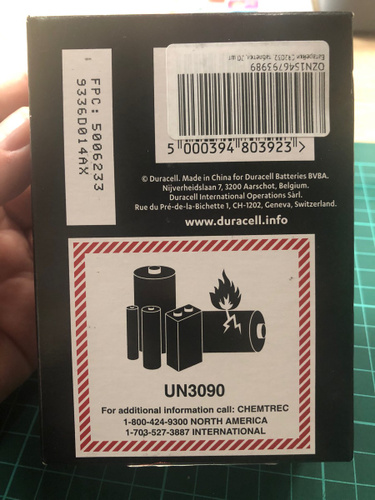 FPC: 5006233
9336D014AX
OZN1546793989
5 000394 803923 >
© Duracell. Made in China for Duracell Batteries BVBA.
Nijverheidslaan 7, 3200 Aarschot, Belgium.
Duracell International Operations Sàrl.
Rue du Pré-de-la-Bichette 1, CH-1202, Geneva, Switzerland.
www.duracell.info
UN3090
For additional information call: CHEMTREC
1-800-424-9300 NORTH AMERICA
1-703-527-3887 INTERNATIONAL